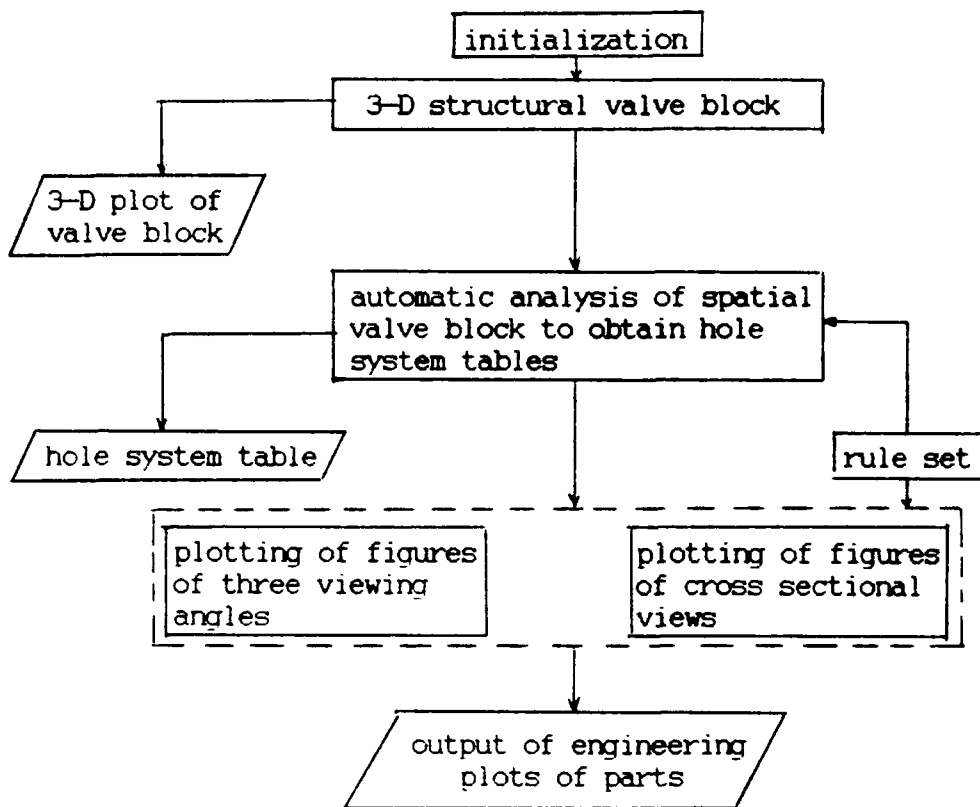 initialization
3-D structural valve block
3-D plot of
valve block
automatic analysis of spatial
valve block to obtain hole
system tables
hole system table
rule set
plotting of figures
of three viewing
angles
plotting of figures
of cross sectional
views
output of engineering
plots of parts